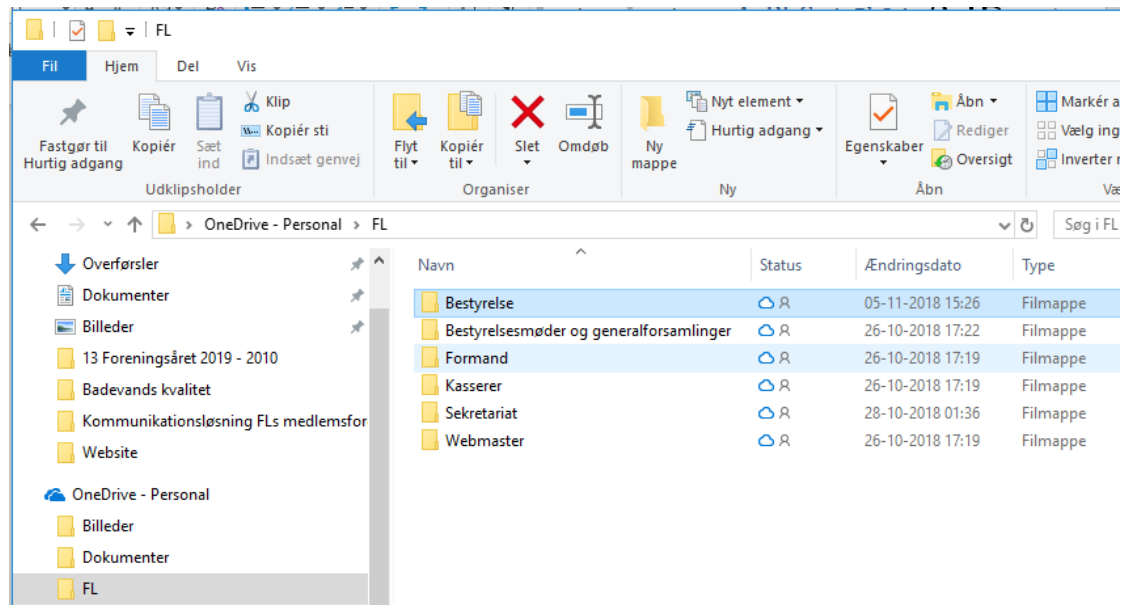 FL
Fil Hjem Del Vis
Fastgør til Hurtig adgang
Kopiér
Sæt ind
Klip
Kopiér sti
Indsæt genvej
Udklipsholder
Flyt til
Kopiér til
Slet
Omdøb
Organiser
Ny mappe
Nyt element
Hurtig adgang
Ny
Egenskaber
Åbn
Rediger
Oversigt
Åbn
Markér a
Vælg ing
Inverter r
Væ
OneDrive - Personal > FL
Søg i FL
Overførsler
Dokumenter
Billeder
13 Foreningsåret 2019 - 2010
Badevands kvalitet
Kommunikationsløsning FLs medlemsfor
Website
OneDrive - Personal
Billeder
Dokumenter
FL
Navn Status Ændringsdato Type
Bestyrelse 05-11-2018 15:26 Filmappe
Bestyrelsesmøder og generalforsamlinger 26-10-2018 17:22 Filmappe
Formand 26-10-2018 17:19 Filmappe
Kasserer 26-10-2018 17:19 Filmappe
Sekretariat 28-10-2018 01:36 Filmappe
Webmaster 26-10-2018 17:19 Filmappe